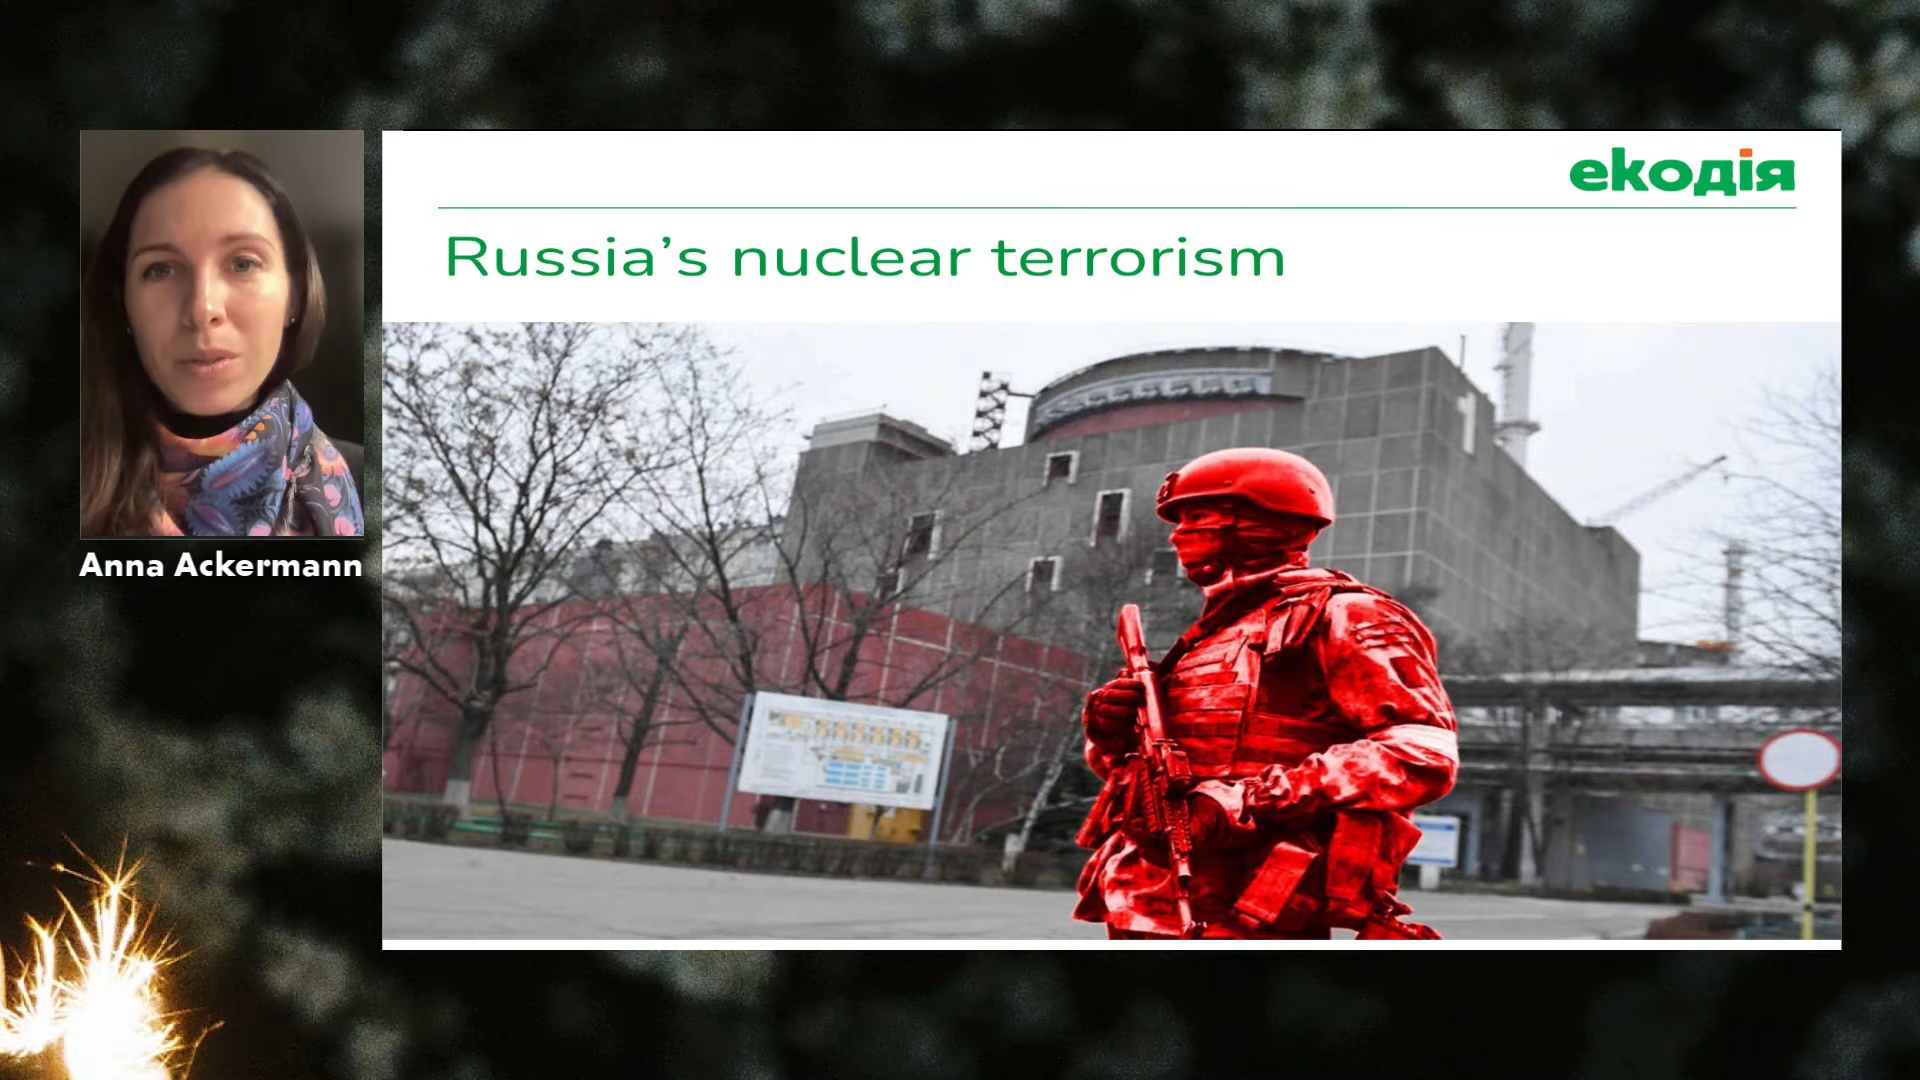 екодія
Russia’s nuclear terrorism
Anna Ackermann